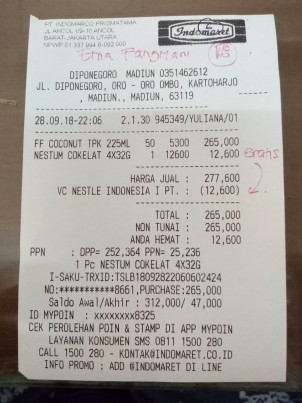 PT INDOMARCO PRISMATAMA
JL.ANCOL I/9-10,ANCOL
BARAT-JAKARTA UTARA
NPWP 01.337.994.6-092.000
Indomaret
DIPONEGORO MADIUN 0351462612
JL. DIPONEGORO, ORO - ORO OMBO, KARTOHARJO
, MADIUN., MADIUN, 63119
28.09.18-22:06 2.1.30 945349/YULIANA/01
FF COCONUT TPK 225ML 50 5300 265,000
NESTUM COKELAT 4X32G 1 12600 12,600 gratis
HARGA JUAL : 277,600
VC NESTLE INDONESIA I PT. : (12,600)
TOTAL : 265,000
NON TUNAI : 265,000
ANDA HEMAT : 12,600
PPN : DPP= 252,364 PPN= 25,236
1 Pc NESTUM COKELAT 4X32G
I-SAKU-TRXID:TSLB18092822060602424
NO:***********8661,PURCHASE:265,000
Saldo Awal/Akhir : 312,000/ 47,000
ID MYPOIN : xxxxxxxx8325
CEK PEROLEHAN POIN & STAMP DI APP MYPOIN
LAYANAN KONSUMEN SMS 0811 1500 280
CALL 1500 280 - KONTAK@INDOMARET.CO.ID
INFO PROMO : ADD @INDOMARET DI LINE